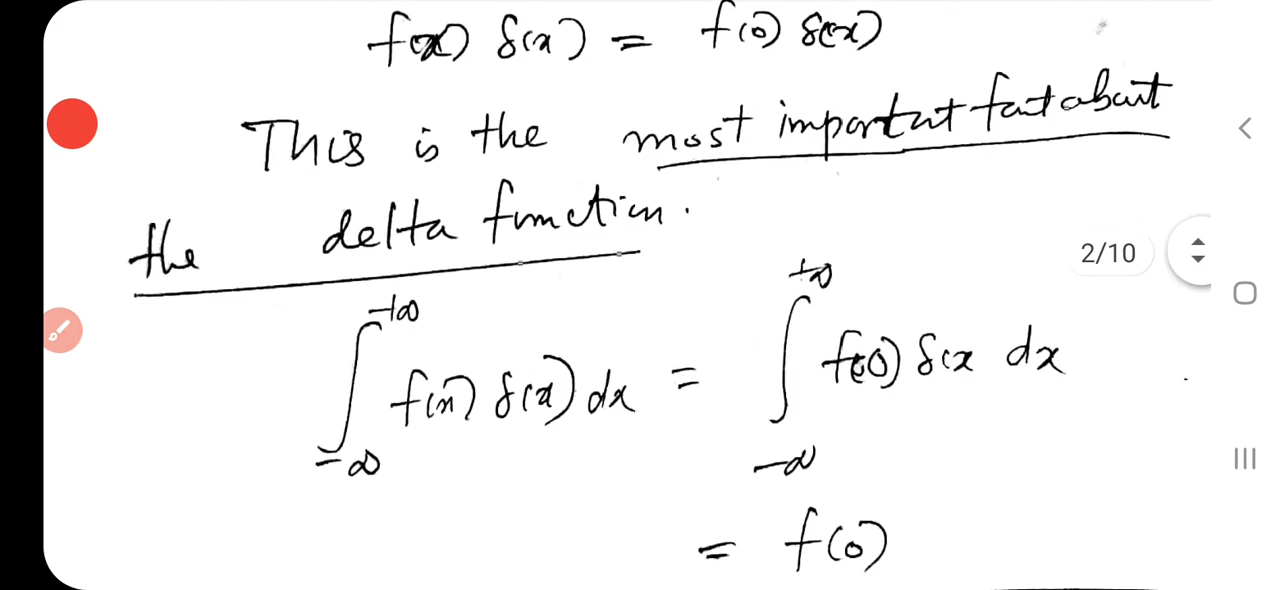 f(x) δ(x) = f(0) δ(x)
This is the most important fact about
the delta function.
2/10
∫_{-∞}^{+∞} f(x) δ(x) dx = ∫_{-∞}^{+∞} f(0) δ(x dx
= f(0)